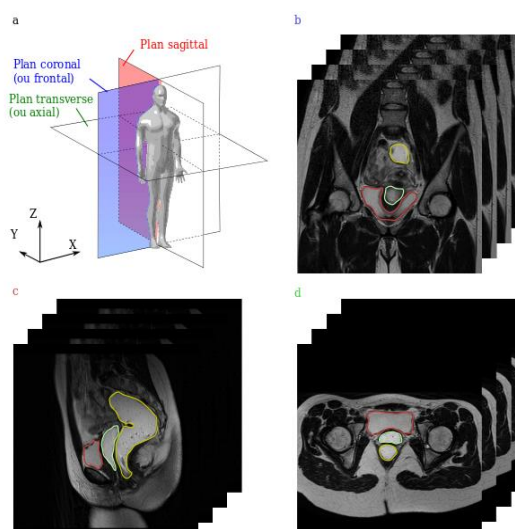 a
Plan sagittal
Plan coronal
(ou frontal)
Plan transverse
(ou axial)
Z
Y
X
b
c
d